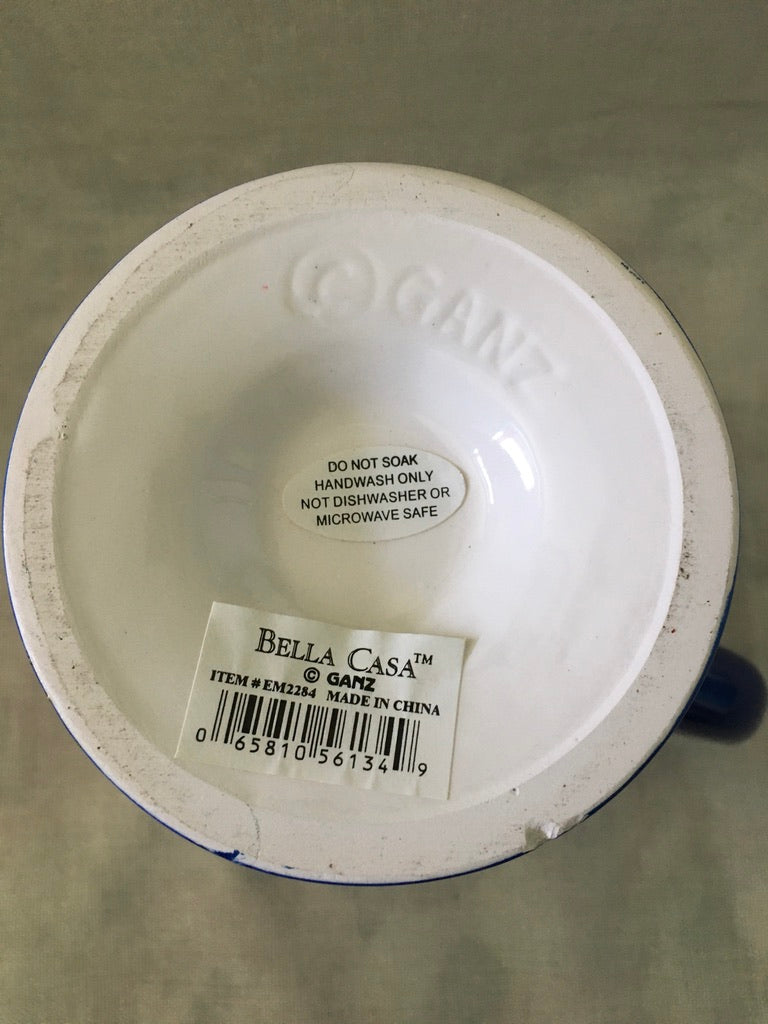 © GANZ
DO NOT SOAK
HANDWASH ONLY
NOT DISHWASHER OR
MICROWAVE SAFE
BELLA CASA™
© GANZ
ITEM # EM2284 MADE IN CHINA
0 65810 56134 9